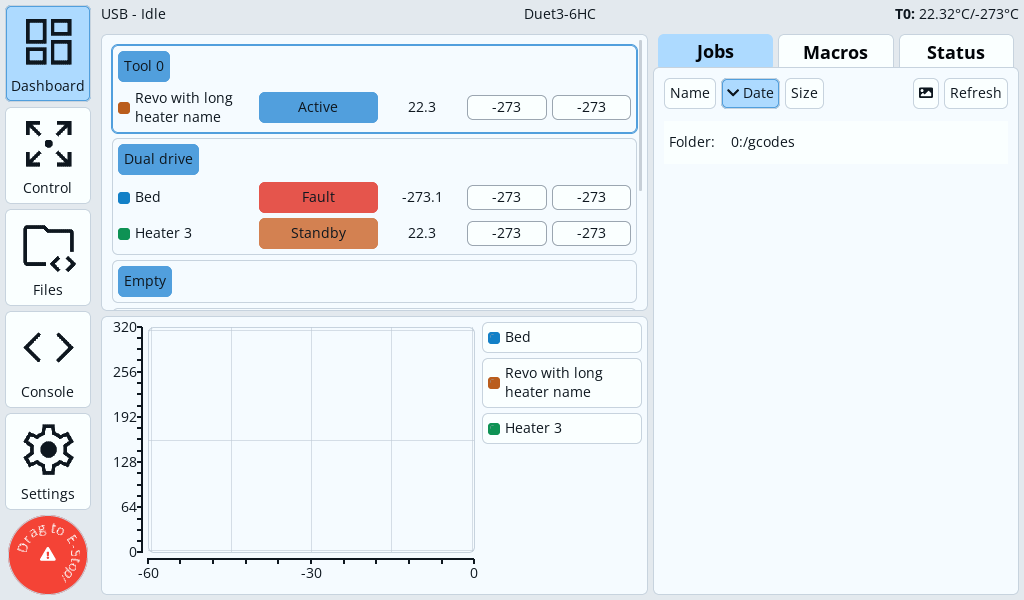 USB - Idle
Duet3-6HC
T0: 22.32°C/-273°C
Dashboard
Control
Files
Console
Settings
Drag to E-Stop!
Tool 0
Revo with long
heater name
Active
22.3
-273
-273
Dual drive
Bed
Fault
-273.1
-273
-273
Heater 3
Standby
22.3
-273
-273
Empty
320
256
192
128
64
0
-60
-30
0
Bed
Revo with long
heater name
Heater 3
Jobs
Macros
Status
Name
Date
Size
Refresh
Folder: 0:/gcodes